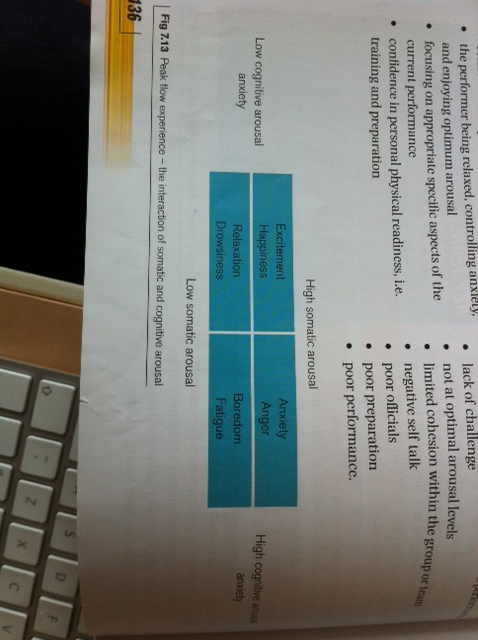 the performer being relaxed, controlling anxiety,
and enjoying optimum arousal
• focusing on appropriate specific aspects of the
current performance
• confidence in personal physical readiness, i.e.
training and preparation
• lack of challenge
• not at optimal arousal levels
• limited cohesion within the group or team
• negative self talk
• poor officials
• poor preparation
• poor performance.
High somatic arousal
Low cognitive arousal
anxiety
Excitement
Happiness
Anxiety
Anger
Relaxation
Drowsiness
Boredom
Fatigue
High cognitive
anxiety
Low somatic arousal
Fig 7.13 Peak flow experience – the interaction of somatic and cognitive arousal
136
Z
X
C
V
S
D
F